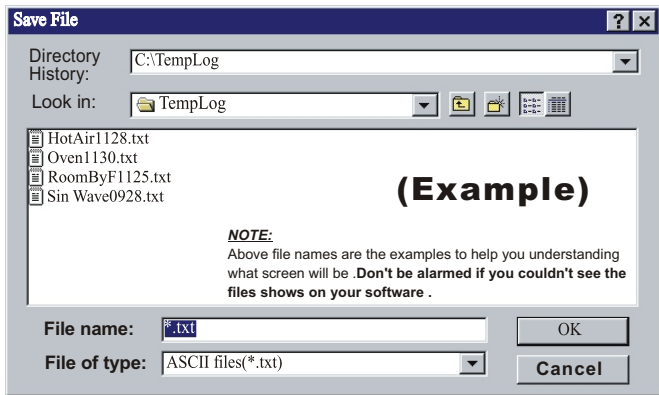 Save File
Directory
History:
C:\TempLog
Look in:
TempLog
HotAir1128.txt
Oven1130.txt
RoomByF1125.txt
Sin Wave0928.txt
(Example)
NOTE:
Above file names are the examples to help you understanding
what screen will be .Don't be alarmed if you couldn't see the
files shows on your software .
File name:
*.txt
OK
File of type:
ASCII files(*.txt)
Cancel